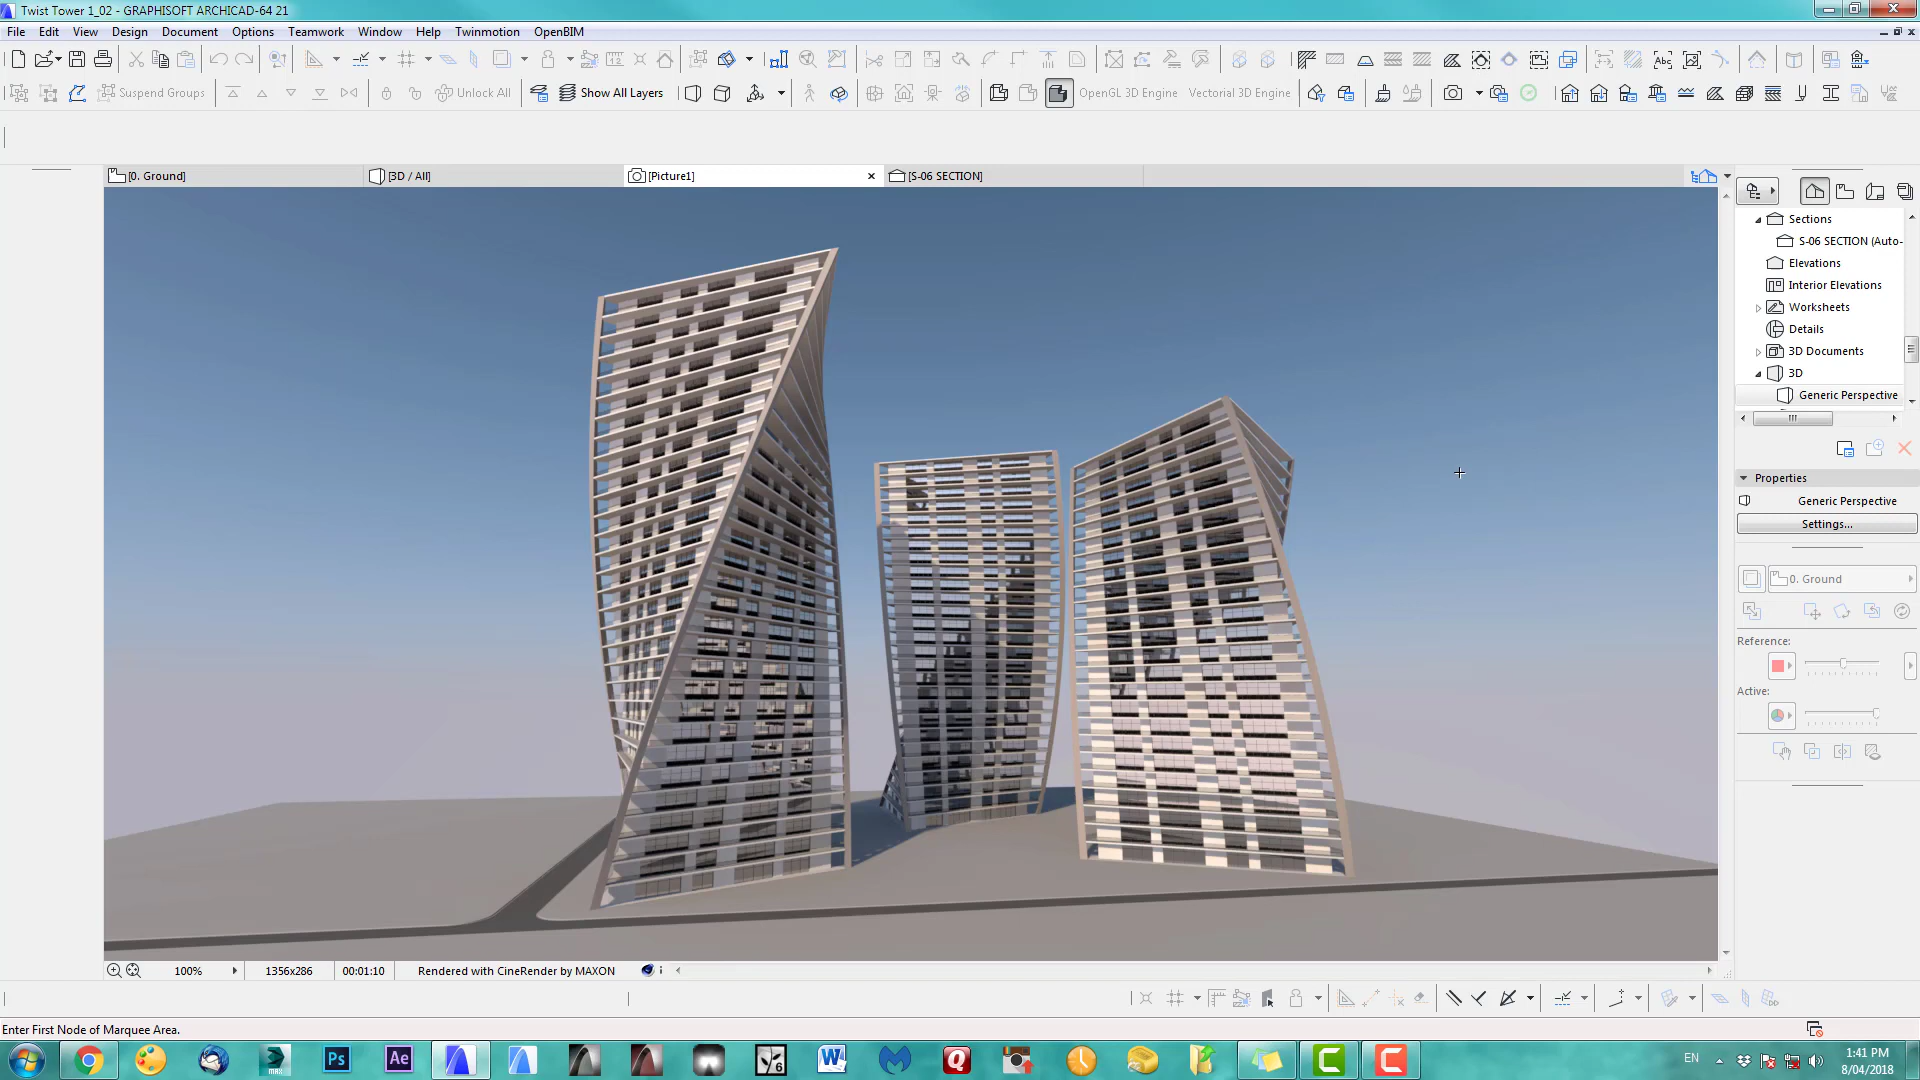 Twist Tower 1_02 - GRAPHISOFT ARCHICAD-64 21
File Edit View Design Document Options Teamwork Window Help Twinmotion OpenBIM
Suspend Groups Unlock All Show All Layers OpenGL 3D Engine Vectorial 3D Engine
[0. Ground] [3D / All] [Picture1] [S-06 SECTION]
Sections
S-06 SECTION (Auto-
Elevations
Interior Elevations
Worksheets
Details
3D Documents
3D
Generic Perspective
Properties
Generic Perspective
Settings...
0. Ground
Reference:
Active:
100% 1356x286 00:01:10 Rendered with CineRender by MAXON
Enter First Node of Marquee Area.
EN
1:41 PM
8/04/2018